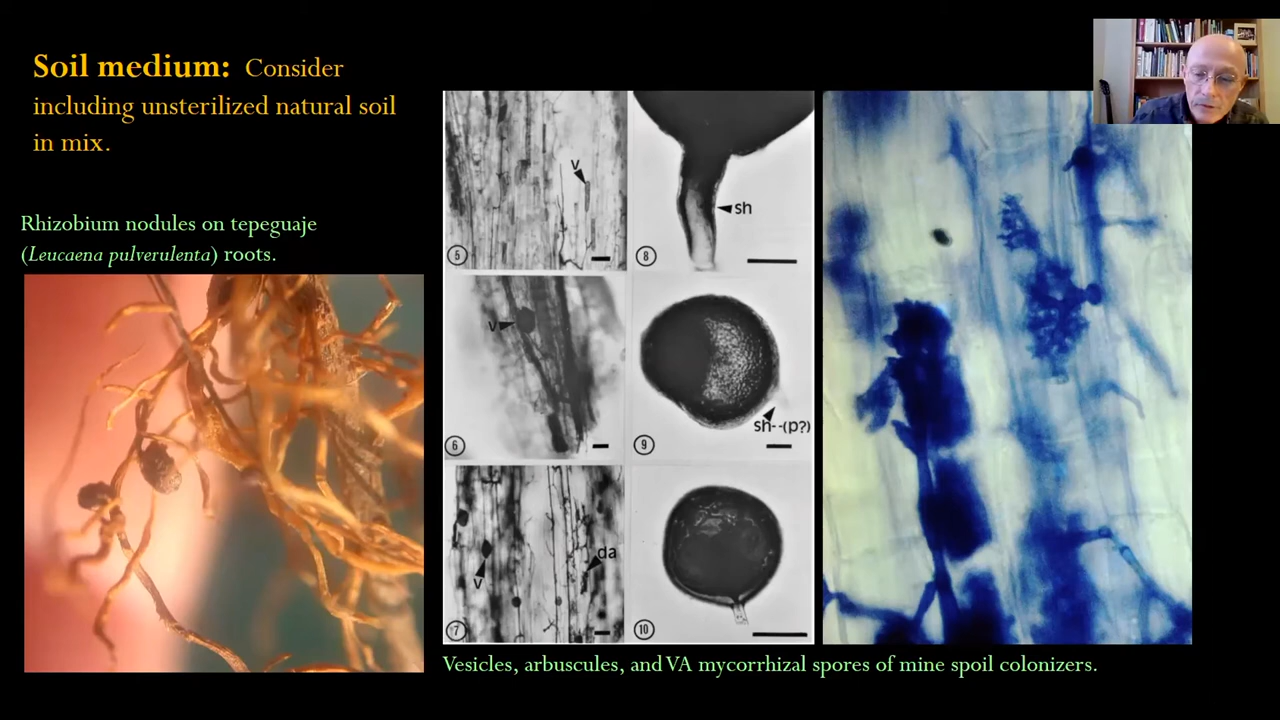 Soil medium: Consider
including unsterilized natural soil
in mix.
Rhizobium nodules on tepeguaje
(Leucaena pulverulenta) roots.
v
5
sh
8
v
6
sh--(p?)
9
v
da
7
10
Vesicles, arbuscules, and VA mycorrhizal spores of mine spoil colonizers.